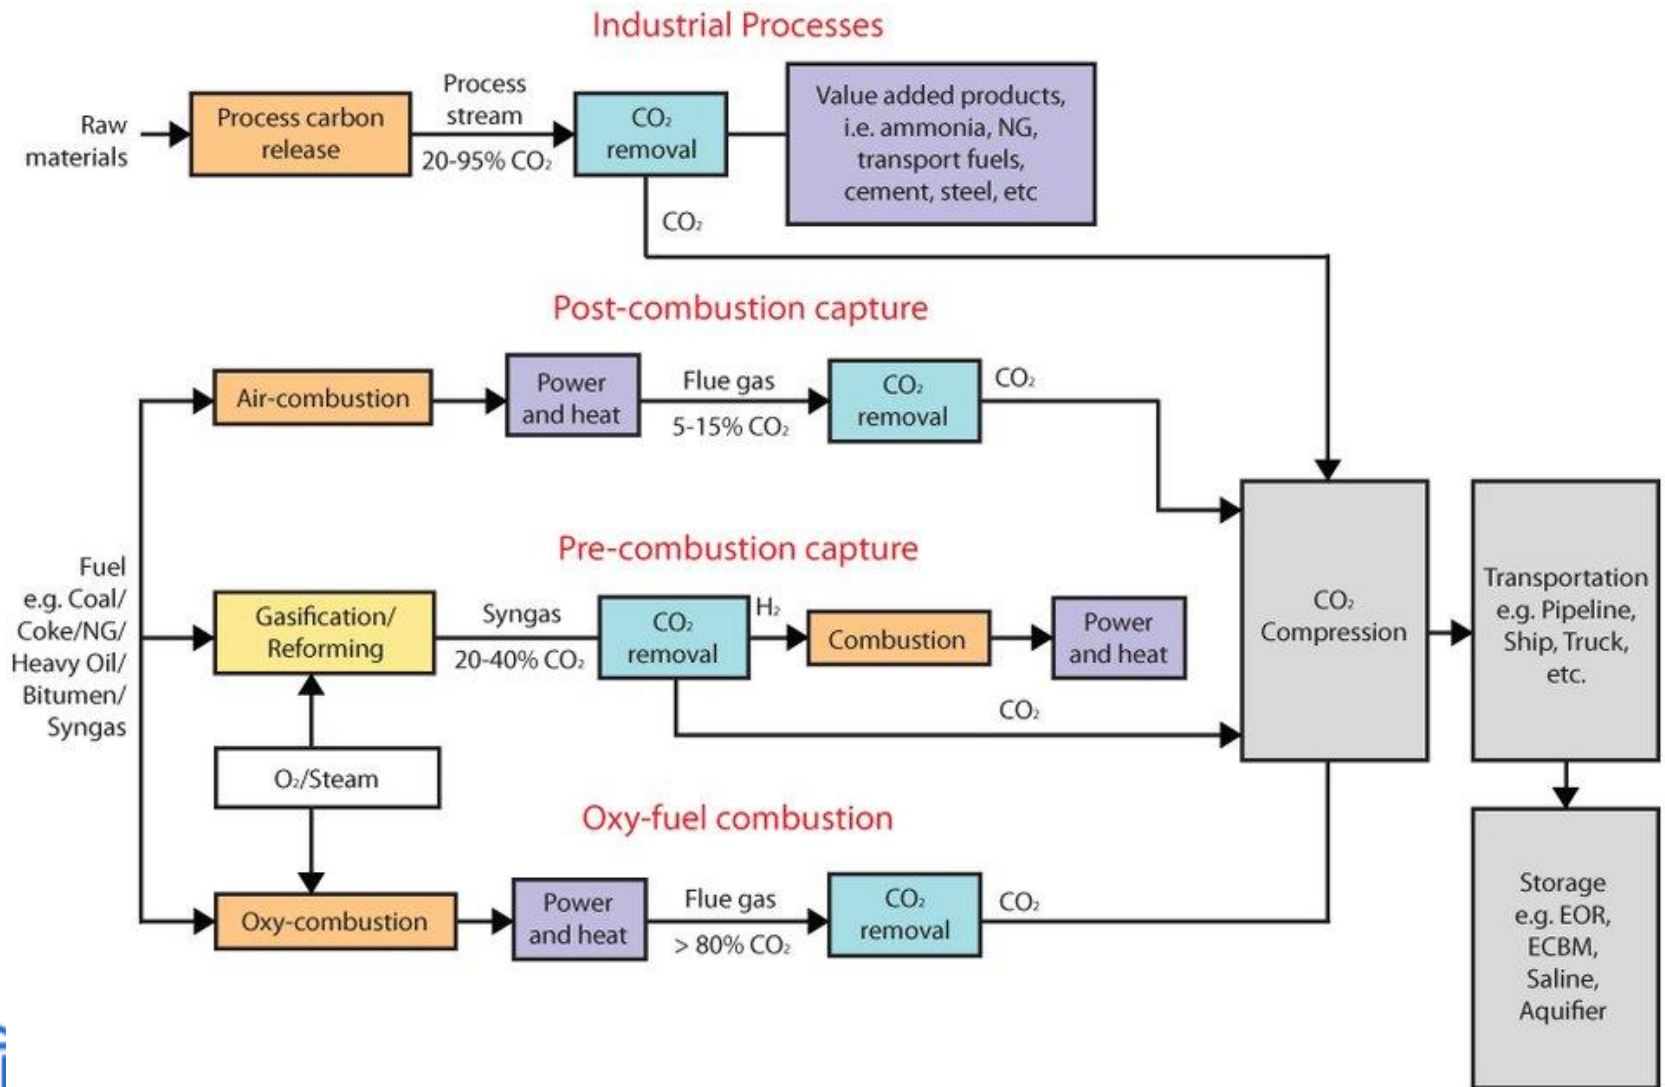 Industrial Processes
Raw
materials
Process carbon
release
Process
stream
20-95% CO₂
CO₂
removal
Value added products,
i.e. ammonia, NG,
transport fuels,
cement, steel, etc
CO₂
Post-combustion capture
Air-combustion
Power
and heat
Flue gas
5-15% CO₂
CO₂
removal
CO₂
Pre-combustion capture
Fuel
e.g. Coal/
Coke/NG/
Heavy Oil/
Bitumen/
Syngas
Gasification/
Reforming
Syngas
20-40% CO₂
CO₂
removal
H₂
Combustion
Power
and heat
CO₂
O₂/Steam
Oxy-fuel combustion
Oxy-combustion
Power
and heat
Flue gas
> 80% CO₂
CO₂
removal
CO₂
CO₂
Compression
Transportation
e.g. Pipeline,
Ship, Truck,
etc.
Storage
e.g. EOR,
ECBM,
Saline,
Aquifier